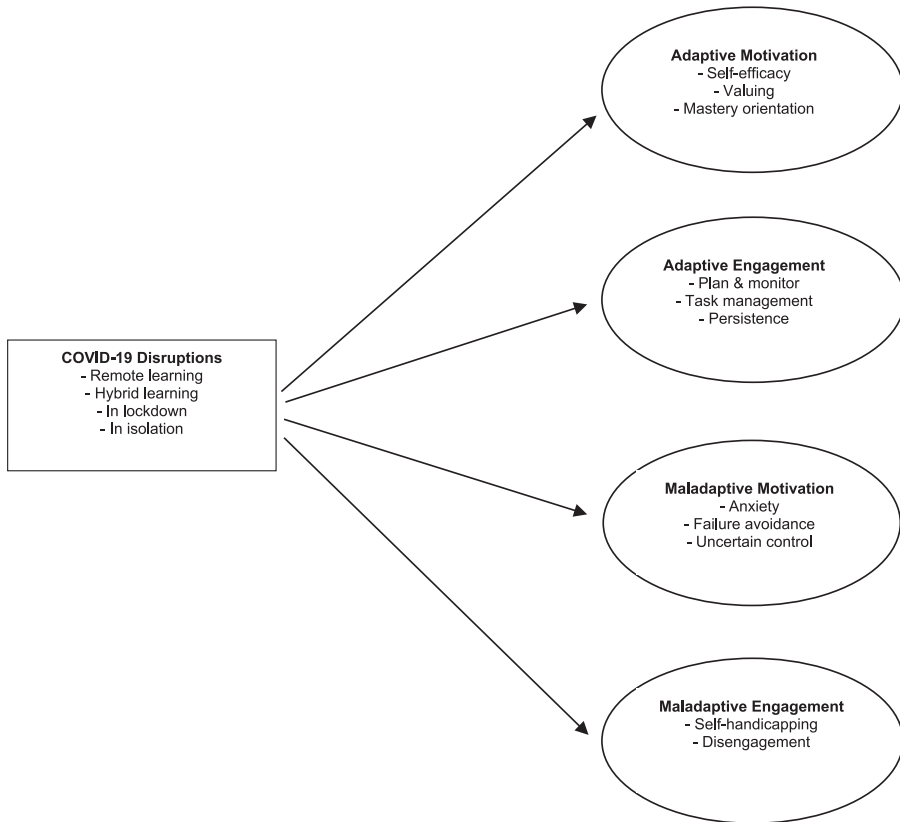 Adaptive Motivation
- Self-efficacy
- Valuing
- Mastery orientation
Adaptive Engagement
- Plan & monitor
- Task management
- Persistence
COVID-19 Disruptions
- Remote learning
- Hybrid learning
- In lockdown
- In isolation
Maladaptive Motivation
- Anxiety
- Failure avoidance
- Uncertain control
Maladaptive Engagement
- Self-handicapping
- Disengagement